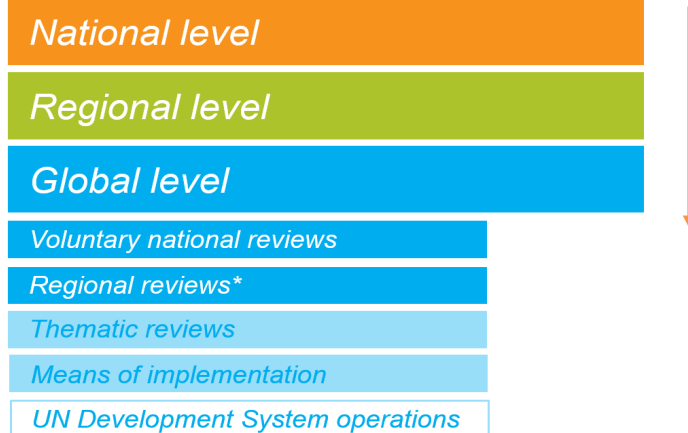 National level
Regional level
Global level
Voluntary national reviews
Regional reviews*
Thematic reviews
Means of implementation
UN Development System operations